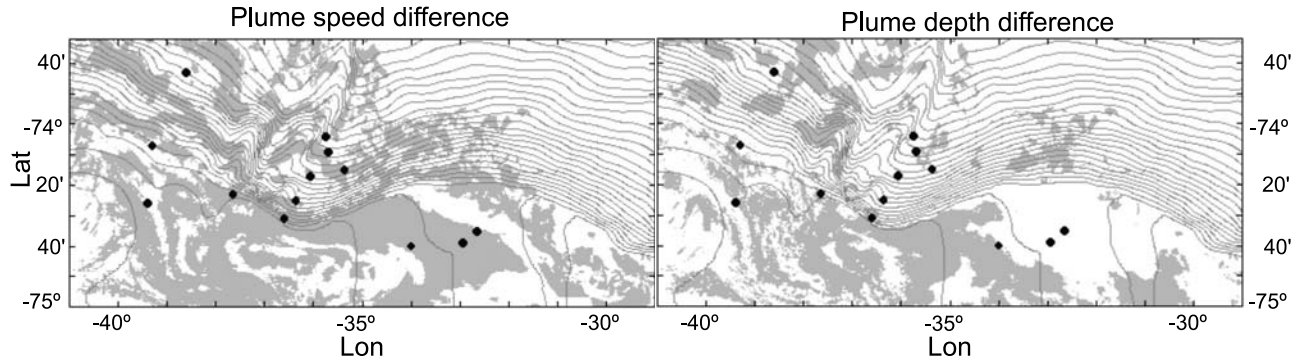 Plume speed difference
Plume depth difference
40'
-74º
20'
40'
-75º
Lat
-40º
-35º
-30º
Lon
-40º
-35º
-30º
Lon
40'
-74º
20'
40'
-75º